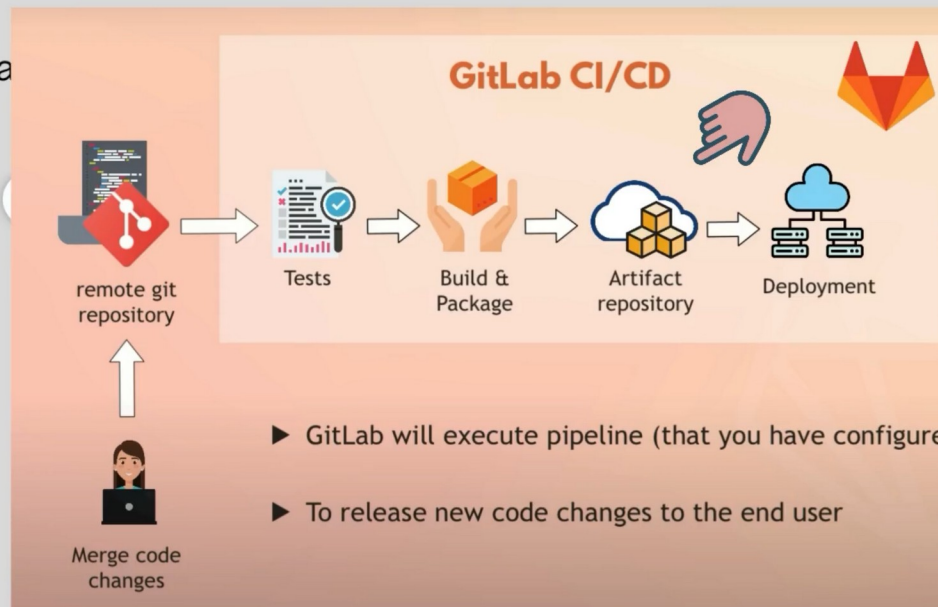 GitLab CI/CD
remote git
repository
Tests
Build &
Package
Artifact
repository
Deployment
Merge code
changes
▶ GitLab will execute pipeline (that you have configure
▶ To release new code changes to the end user